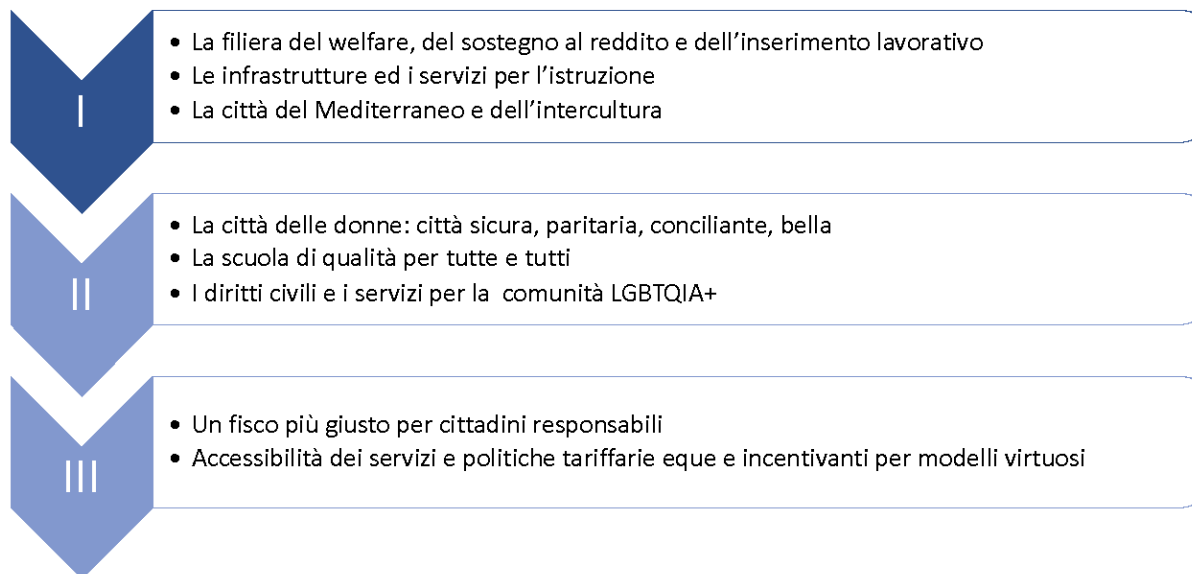 I
• La filiera del welfare, del sostegno al reddito e dell'inserimento lavorativo
• Le infrastrutture ed i servizi per l'istruzione
• La città del Mediterraneo e dell'intercultura
II
• La città delle donne: città sicura, paritaria, conciliante, bella
• La scuola di qualità per tutte e tutti
• I diritti civili e i servizi per la comunità LGBTQIA+
III
• Un fisco più giusto per cittadini responsabili
• Accessibilità dei servizi e politiche tariffarie eque e incentivanti per modelli virtuosi